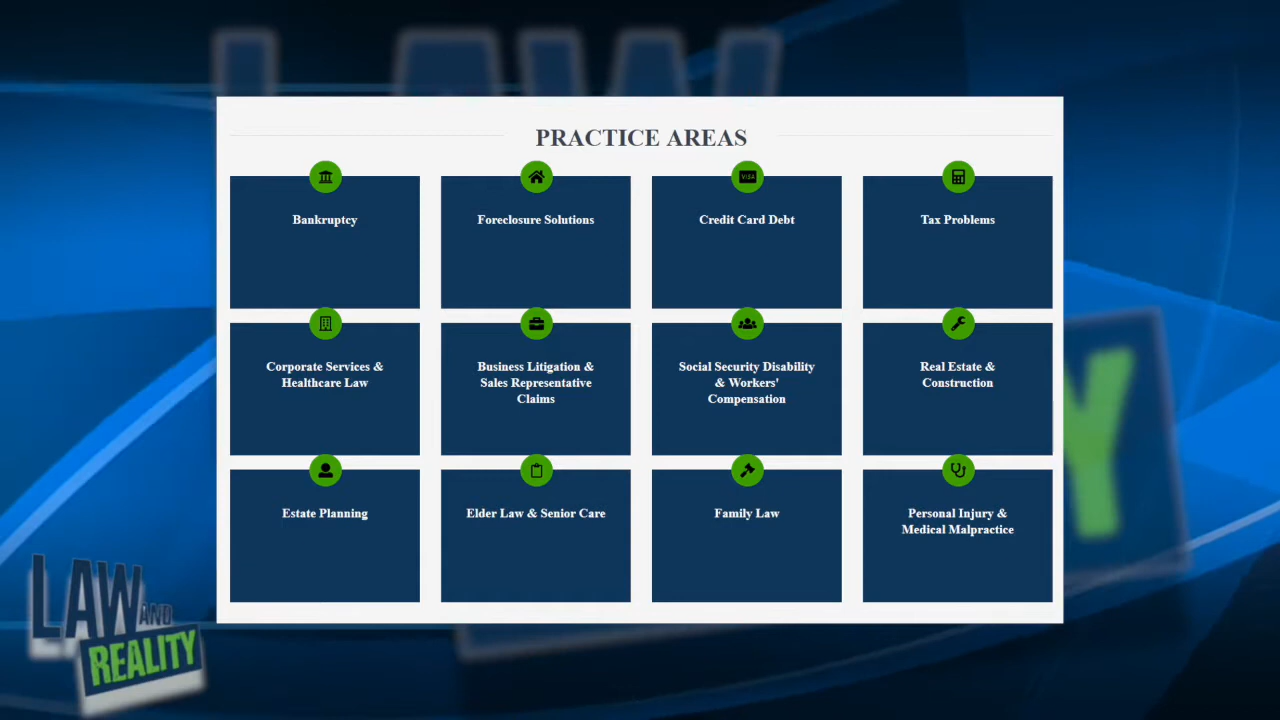 LAW
PRACTICE AREAS
VISA
Bankruptcy
Foreclosure Solutions
Credit Card Debt
Tax Problems
Corporate Services &
Healthcare Law
Business Litigation &
Sales Representative
Claims
Social Security Disability
& Workers'
Compensation
Real Estate &
Construction
Estate Planning
Elder Law & Senior Care
Family Law
Personal Injury &
Medical Malpractice
Y
LAW
AND
REALITY